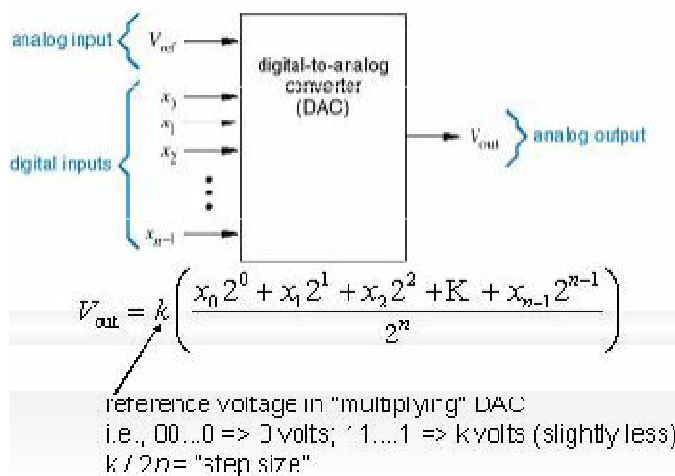 analog input
V_ref
digital-to-analog
converter
(DAC)
x_0
x_1
x_2
digital inputs
x_{n-1}
V_out
analog output
V_out = k ( (x_0 2^0 + x_1 2^1 + x_2 2^2 + K + x_{n-1} 2^{n-1}) / 2^n )
reference voltage in "multiplying" DAC
i.e., 00...0 => 0 volts; 11....1 => k volts (slightly less)
k / 2n = "step size"